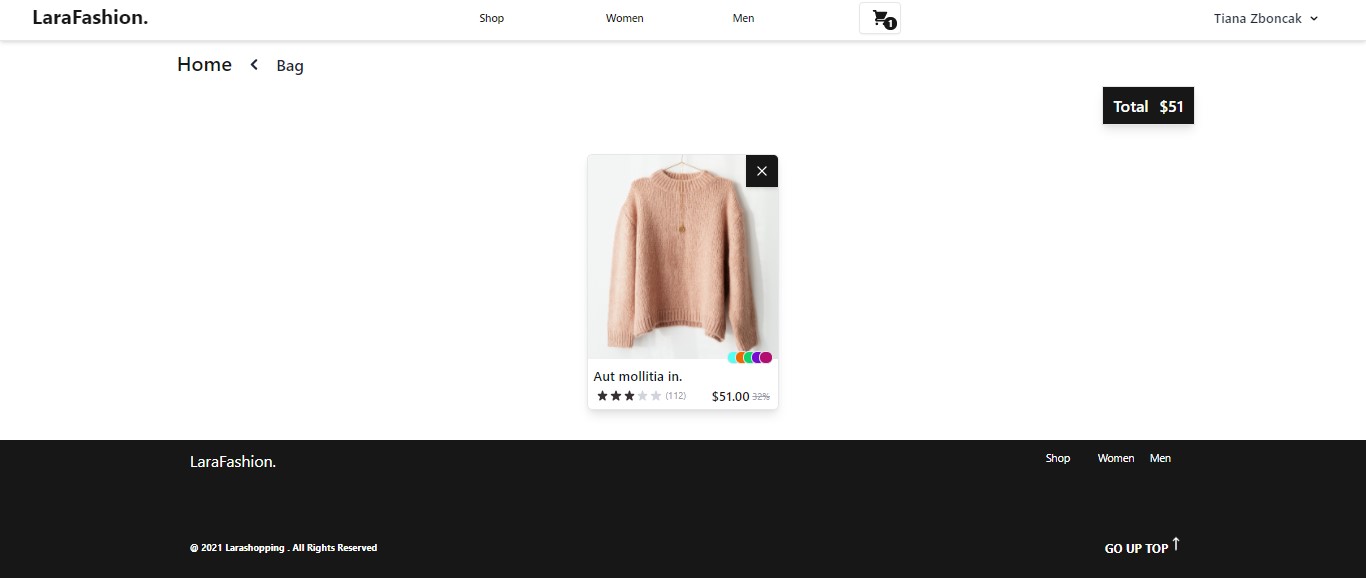 LaraFashion. Shop Women Men 1 Tiana Zboncak
Home Bag
Total $51
Aut mollitia in.
(112) $51.00 32%
LaraFashion. Shop Women Men
@ 2021 Larashopping . All Rights Reserved GO UP TOP